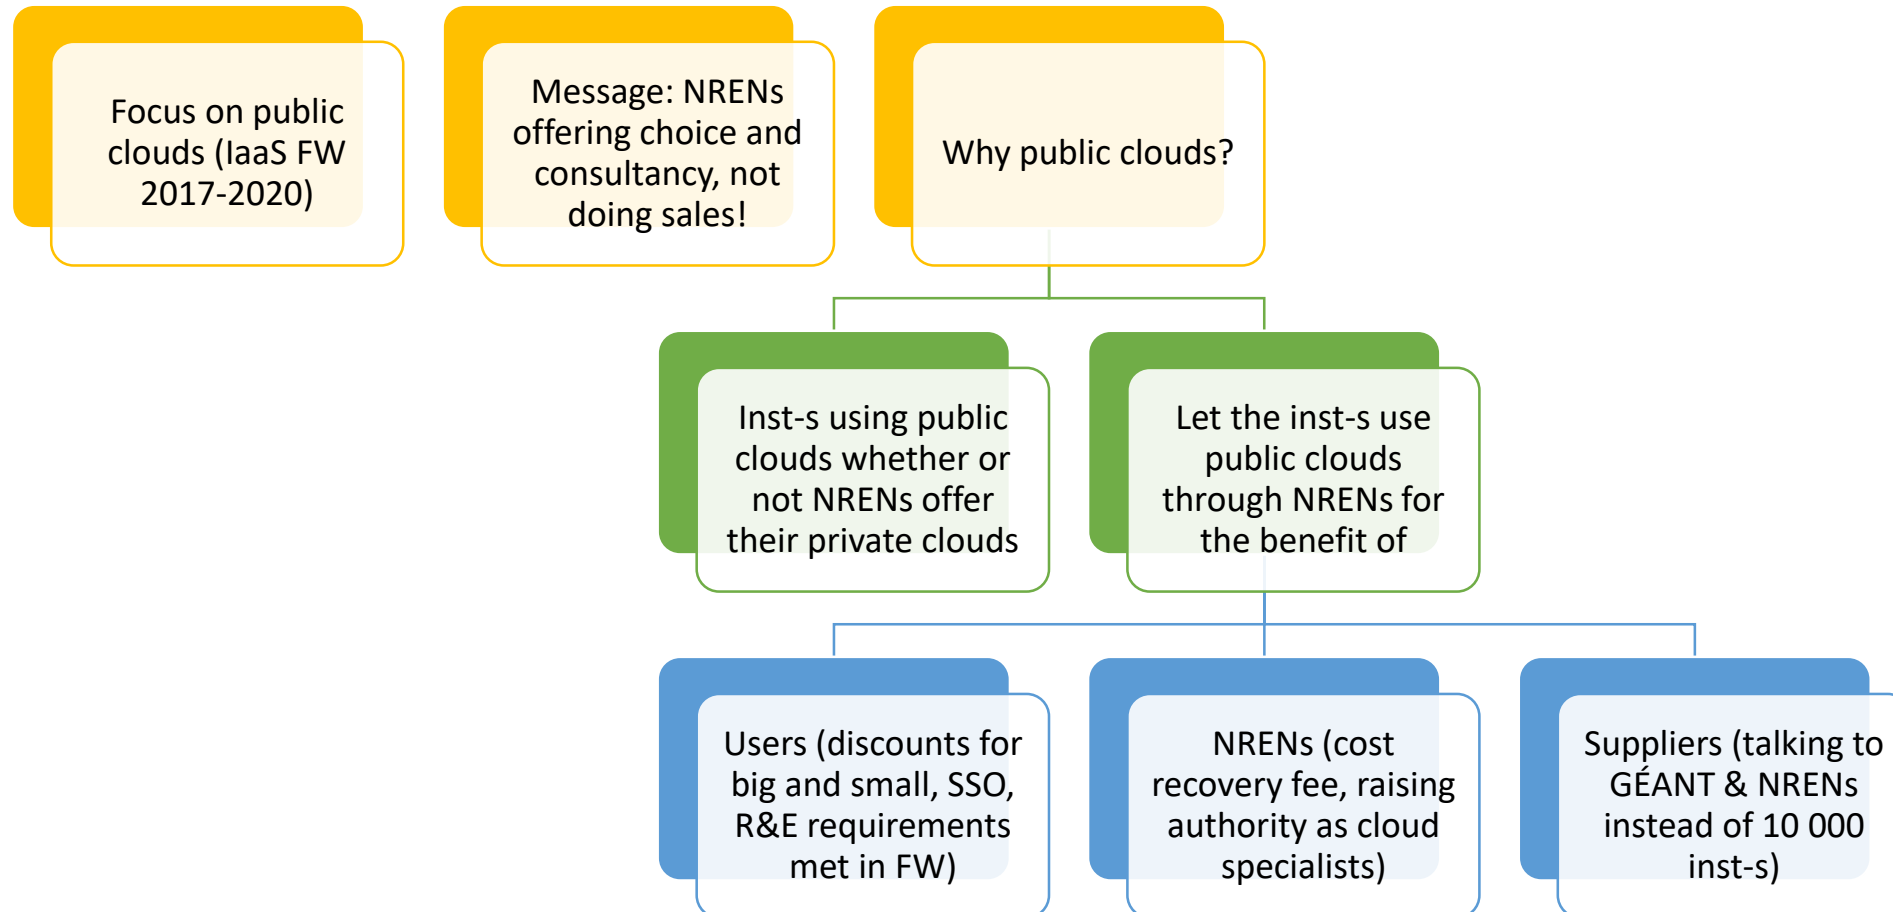 Focus on public
clouds (IaaS FW
2017-2020)
Message: NRENs
offering choice and
consultancy, not
doing sales!
Why public clouds?
Inst-s using public
clouds whether or
not NRENs offer
their private clouds
Let the inst-s use
public clouds
through NRENs for
the benefit of
Users (discounts for
big and small, SSO,
R&E requirements
met in FW)
NRENs (cost
recovery fee, raising
authority as cloud
specialists)
Suppliers (talking to
GÉANT & NRENs
instead of 10 000
inst-s)